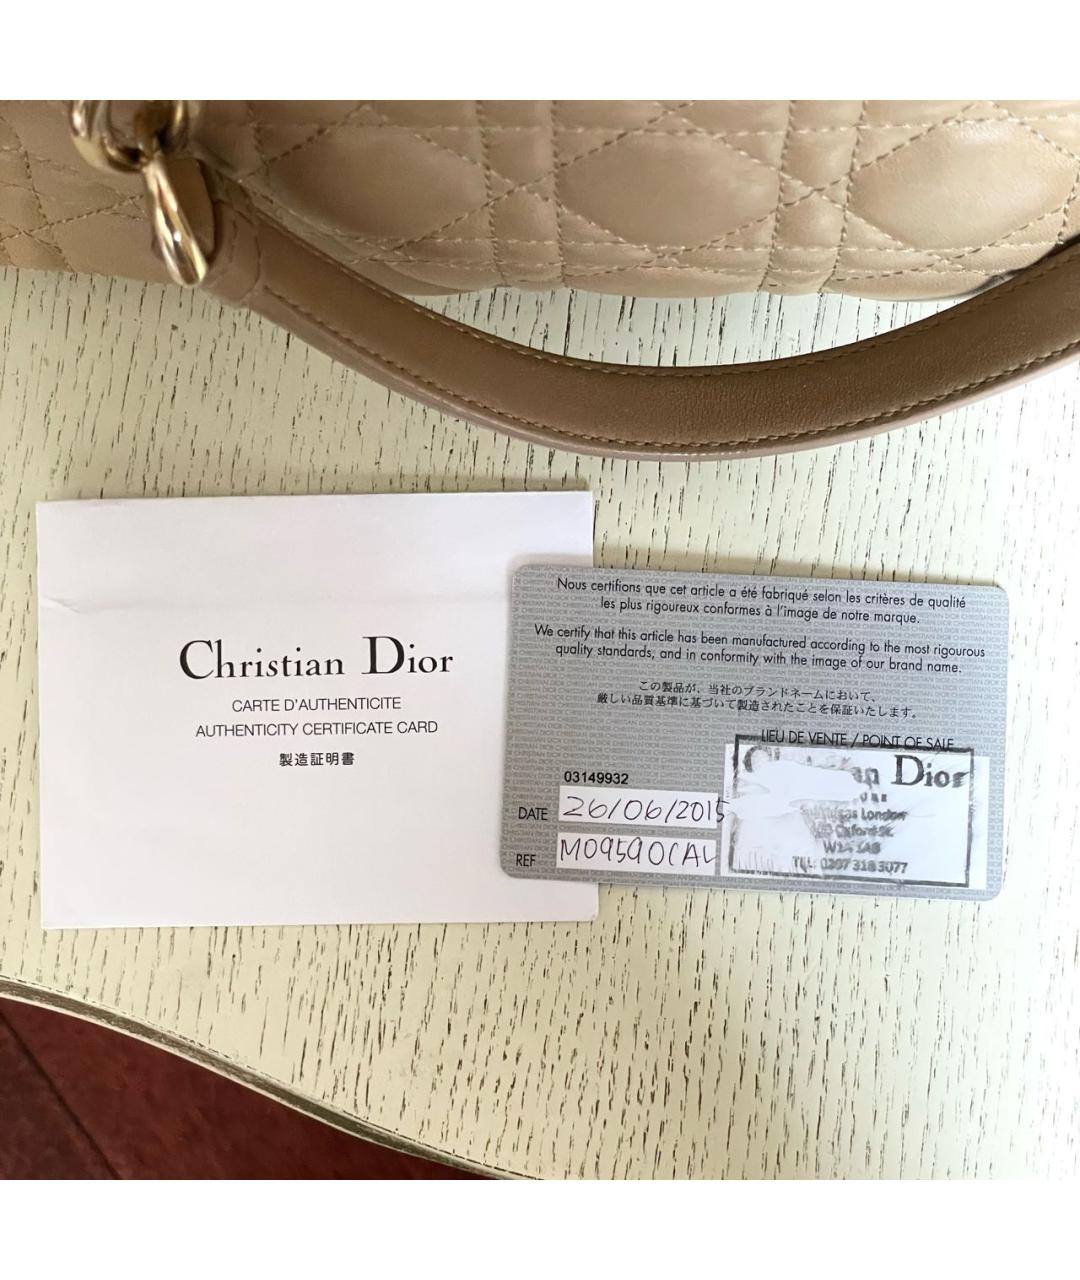 Christian Dior
CARTE D'AUTHENTICITE
AUTHENTICITY CERTIFICATE CARD
製造証明書
Nous certifions que cet article a été fabriqué selon les critères de qualité
les plus rigoureux conformes à l'image de notre marque.
We certify that this article has been manufactured according to the most rigourous
quality standards, and in conformity with the image of our brand name.
この製品が、当社のブランドネームにおいて、
厳しい品質基準に基づいて製造されたことを保証いたします。
LIEU DE VENTE / POINT OF SALE
Dior
London
Oxford St.
W1A 1AB
TEL: 0207 318 3077
03149932
DATE 26/06/2015
REF M0959OCAL